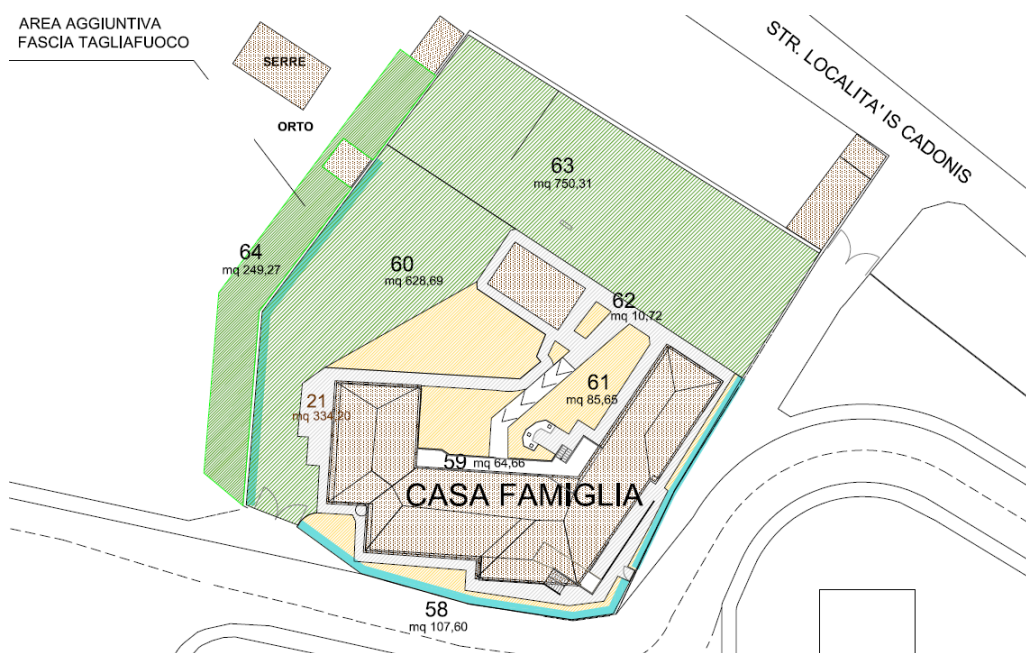 AREA AGGIUNTIVA
FASCIA TAGLIAFUOCO
SERRE
ORTO
STR. LOCALITA' IS CADONIS
63
mq 750,31
64
mq 249,27
60
mq 628,69
62
mq 10,72
61
mq 85,65
21
mq 334,20
59 mq 64,66
CASA FAMIGLIA
58
mq 107,60